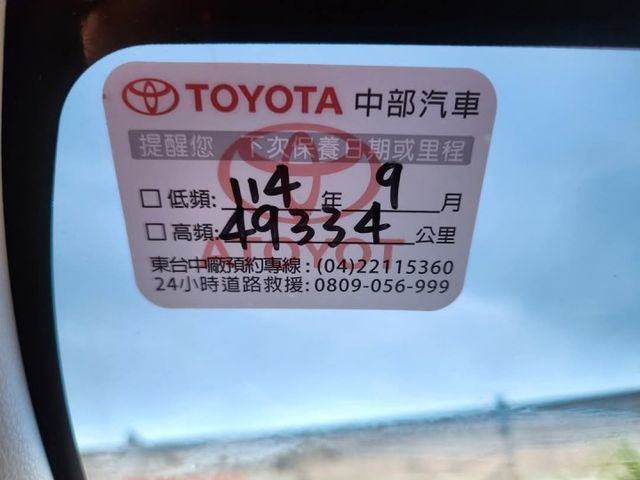 TOYOTA 中部汽車
提醒您 下次保養日期或里程
□低頻: 114 年 9 月
□高頻: 49334 公里
東台中廠預約專線:(04)22115360
24小時道路救援:0809-056-999